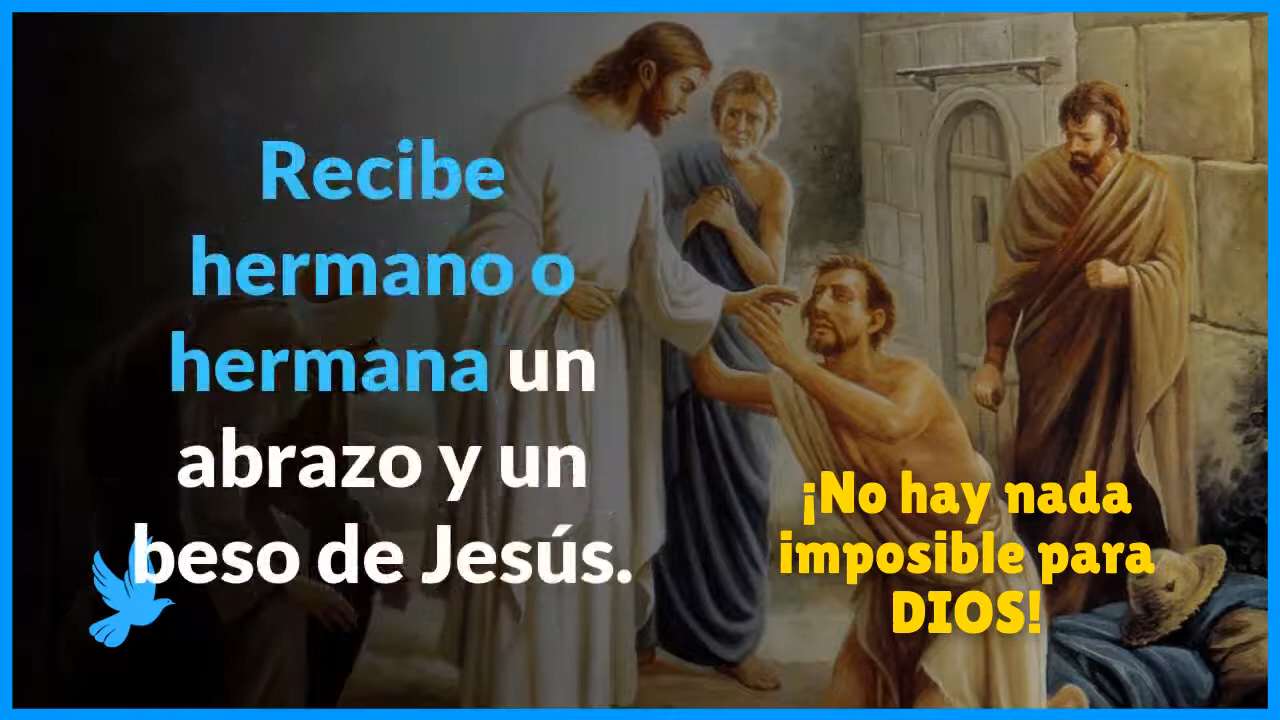 Recibe
hermano o
hermana un
abrazo y un
beso de Jesús.
¡No hay nada
imposible para
DIOS!